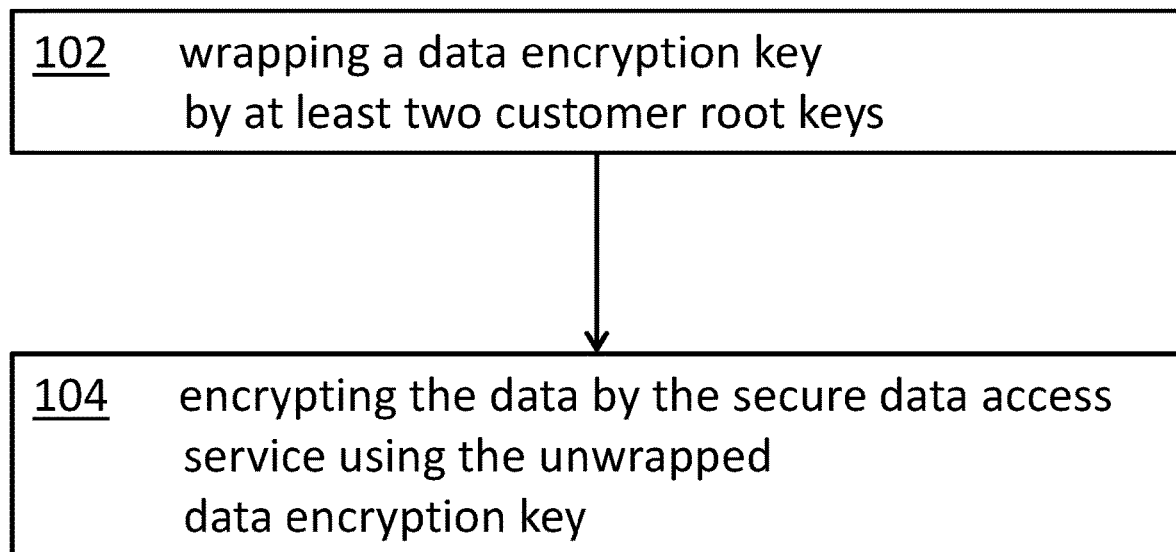 102 wrapping a data encryption key
by at least two customer root keys
104 encrypting the data by the secure data access
service using the unwrapped
data encryption key